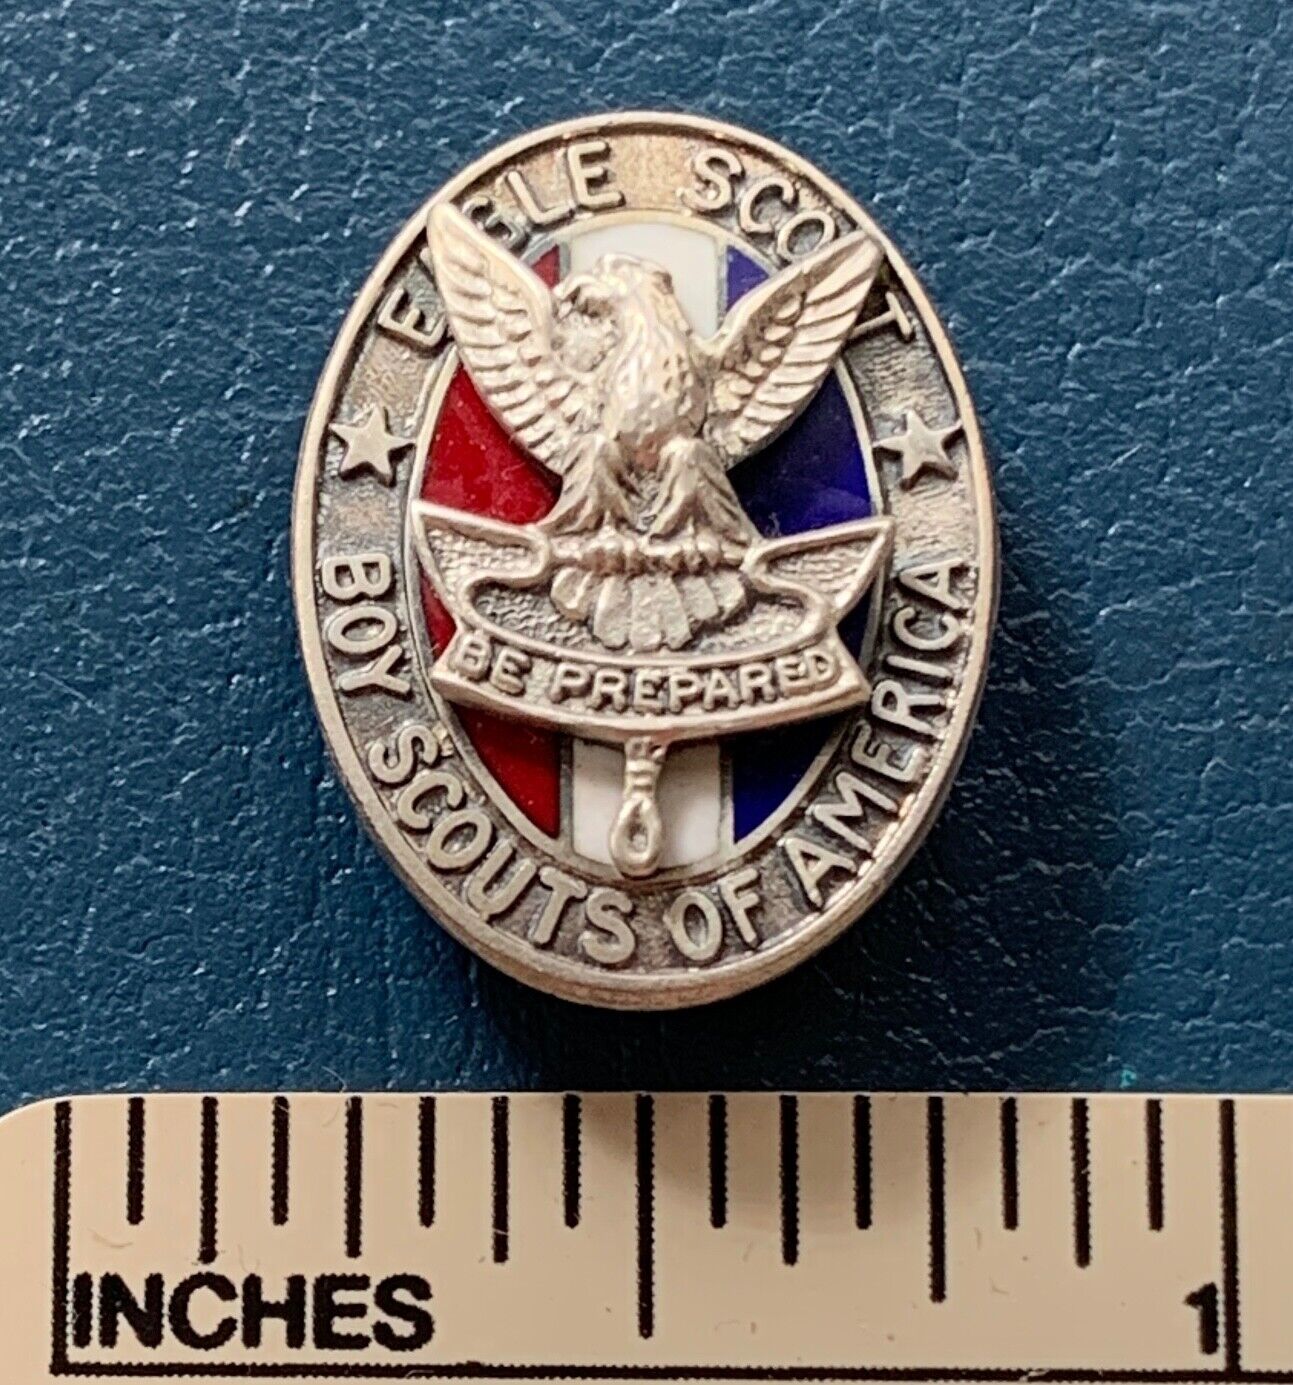 EAGLE SCOUT
BE PREPARED
BOY SCOUTS OF AMERICA
INCHES
1